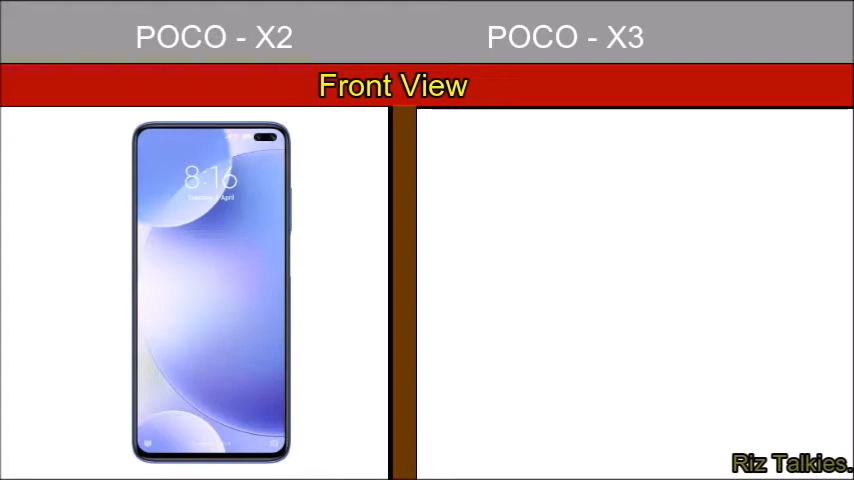 POCO - X2
POCO - X3
Front View
8:16
Riz Talkies.